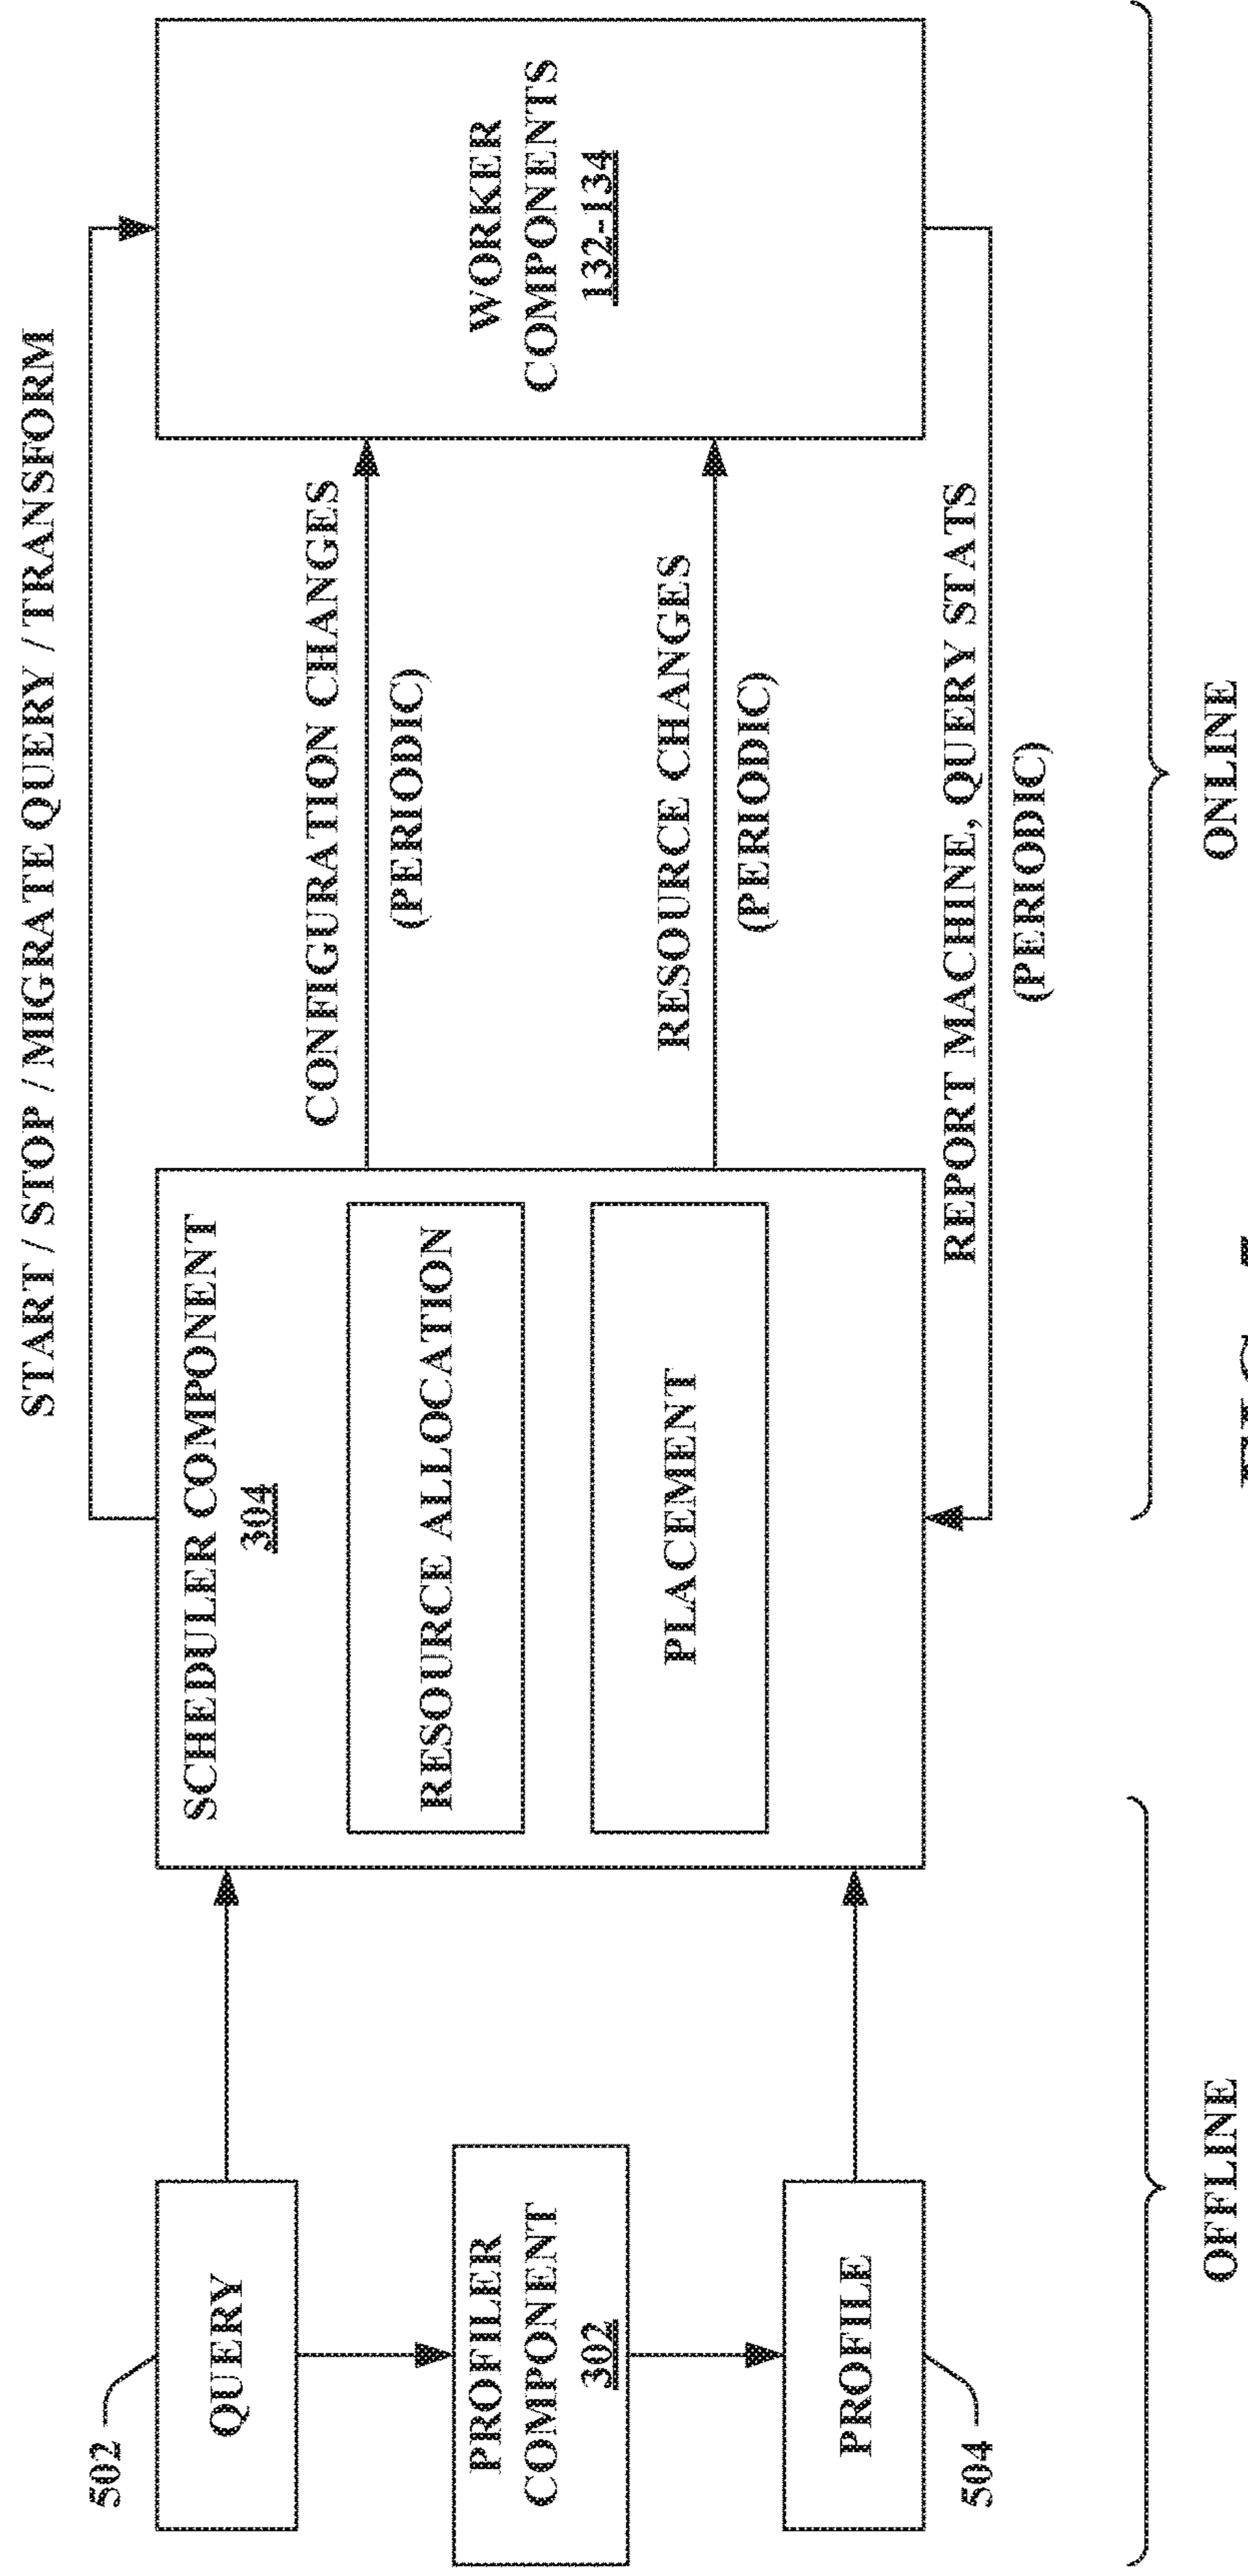 START / STOP / MIGRATE QUERY / TRANSFORM
502
QUERY
PROFILER
COMPONENT
302
PROFILE
504
SCHEDULER COMPONENT
304
RESOURCE ALLOCATION
PLACEMENT
CONFIGURATION CHANGES
(PERIODIC)
RESOURCE CHANGES
(PERIODIC)
REPORT MACHINE, QUERY STATS
(PERIODIC)
WORKER
COMPONENTS
132-134
OFFLINE
ONLINE